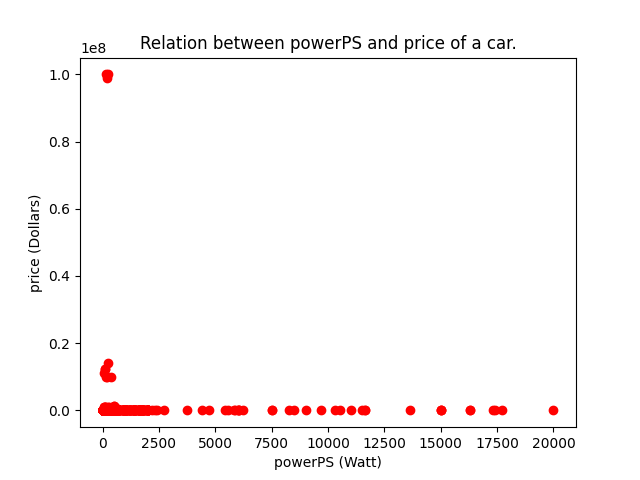 Relation between powerPS and price of a car.
1e8
1.0
0.8
0.6
0.4
0.2
0.0
price (Dollars)
0 2500 5000 7500 10000 12500 15000 17500 20000
powerPS (Watt)